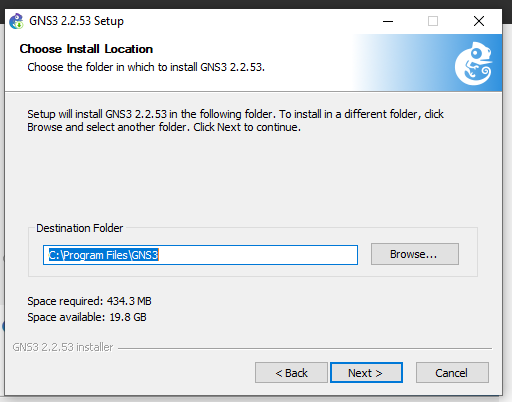 GNS3 2.2.53 Setup
Choose Install Location
Choose the folder in which to install GNS3 2.2.53.
Setup will install GNS3 2.2.53 in the following folder. To install in a different folder, click
Browse and select another folder. Click Next to continue.
Destination Folder
C:\Program Files\GNS3
Browse...
Space required: 434.3 MB
Space available: 19.8 GB
GNS3 2.2.53 installer
< Back
Next >
Cancel